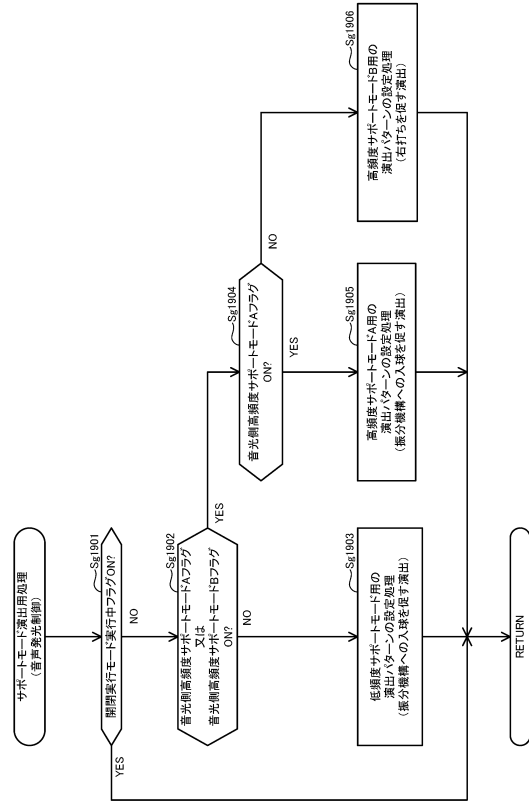 サポートモード演出用処理
(音声発光制御)
Sg1901
開閉実行モード実行中フラグON?
YES
NO
Sg1902
音光側高頻度サポートモードAフラグ
又は
音光側高頻度サポートモードBフラグ
ON?
YES
NO
Sg1903
低頻度サポートモード用の
演出パターンの設定処理
(振分機構への入球を促す演出)
Sg1904
音光側高頻度サポートモードAフラグ
ON?
NO
YES
Sg1905
高頻度サポートモードA用の
演出パターンの設定処理
(振分機構への入球を促す演出)
Sg1906
高頻度サポートモードB用の
演出パターンの設定処理
(右打ちを促す演出)
RETURN